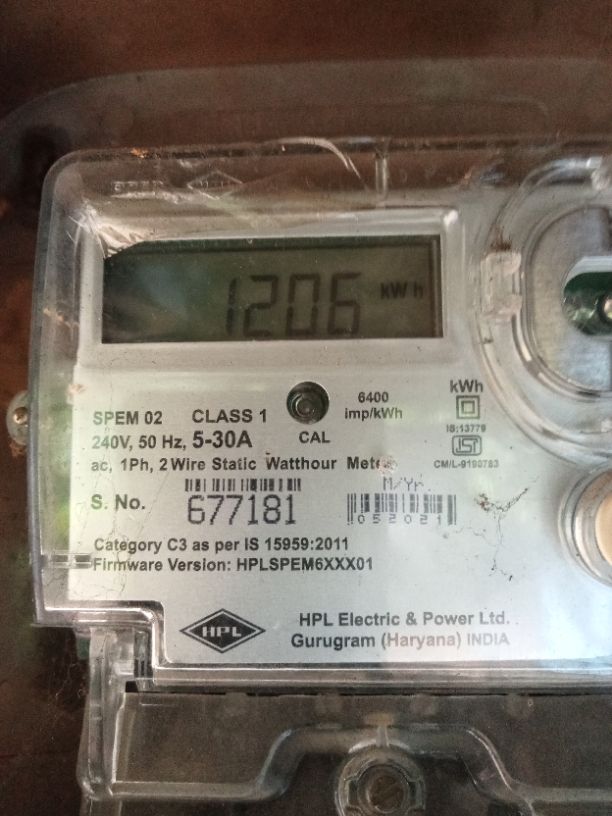 1206 kWh
SPEM 02 CLASS 1
6400
imp/kWh
kWh
IS:13779
240V, 50 Hz, 5-30A
CAL
ac, 1Ph, 2 Wire Static Watthour Meter
CM/L-9190783
M/Yr
S. No. 677181
052021
Category C3 as per IS 15959:2011
Firmware Version: HPLSPEM6XXX01
HPL
HPL Electric & Power Ltd.
Gurugram (Haryana) INDIA